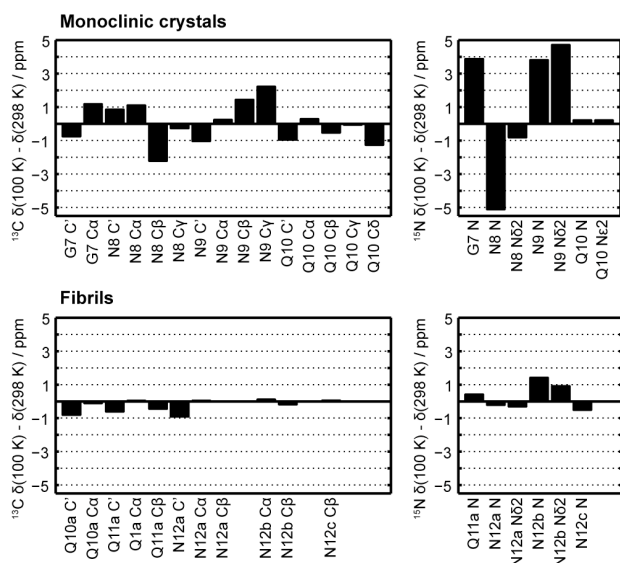 Monoclinic crystals
¹³C δ(100 K) - δ(298 K) / ppm
5
3
1
−1
−3
−5
G7 C'
G7 Cα
N8 C'
N8 Cα
N8 Cβ
N8 Cγ
N9 C'
N9 Cα
N9 Cβ
N9 Cγ
Q10 C'
Q10 Cα
Q10 Cβ
Q10 Cγ
Q10 Cδ
¹⁵N δ(100 K) - δ(298 K) / ppm
5
3
1
−1
−3
−5
G7 N
N8 N
N8 Nδ2
N9 N
N9 Nδ2
Q10 N
Q10 Nε2
Fibrils
¹³C δ(100 K) - δ(298 K) / ppm
5
3
1
−1
−3
−5
Q10a C'
Q10a Cα
Q11a C'
Q1a Cα
Q11a Cβ
N12a C'
N12a Cα
N12a Cβ
N12b Cα
N12b Cβ
N12c Cβ
¹⁵N δ(100 K) - δ(298 K) / ppm
5
3
1
−1
−3
−5
Q11a N
N12a N
N12a Nδ2
N12b N
N12b Nδ2
N12c N